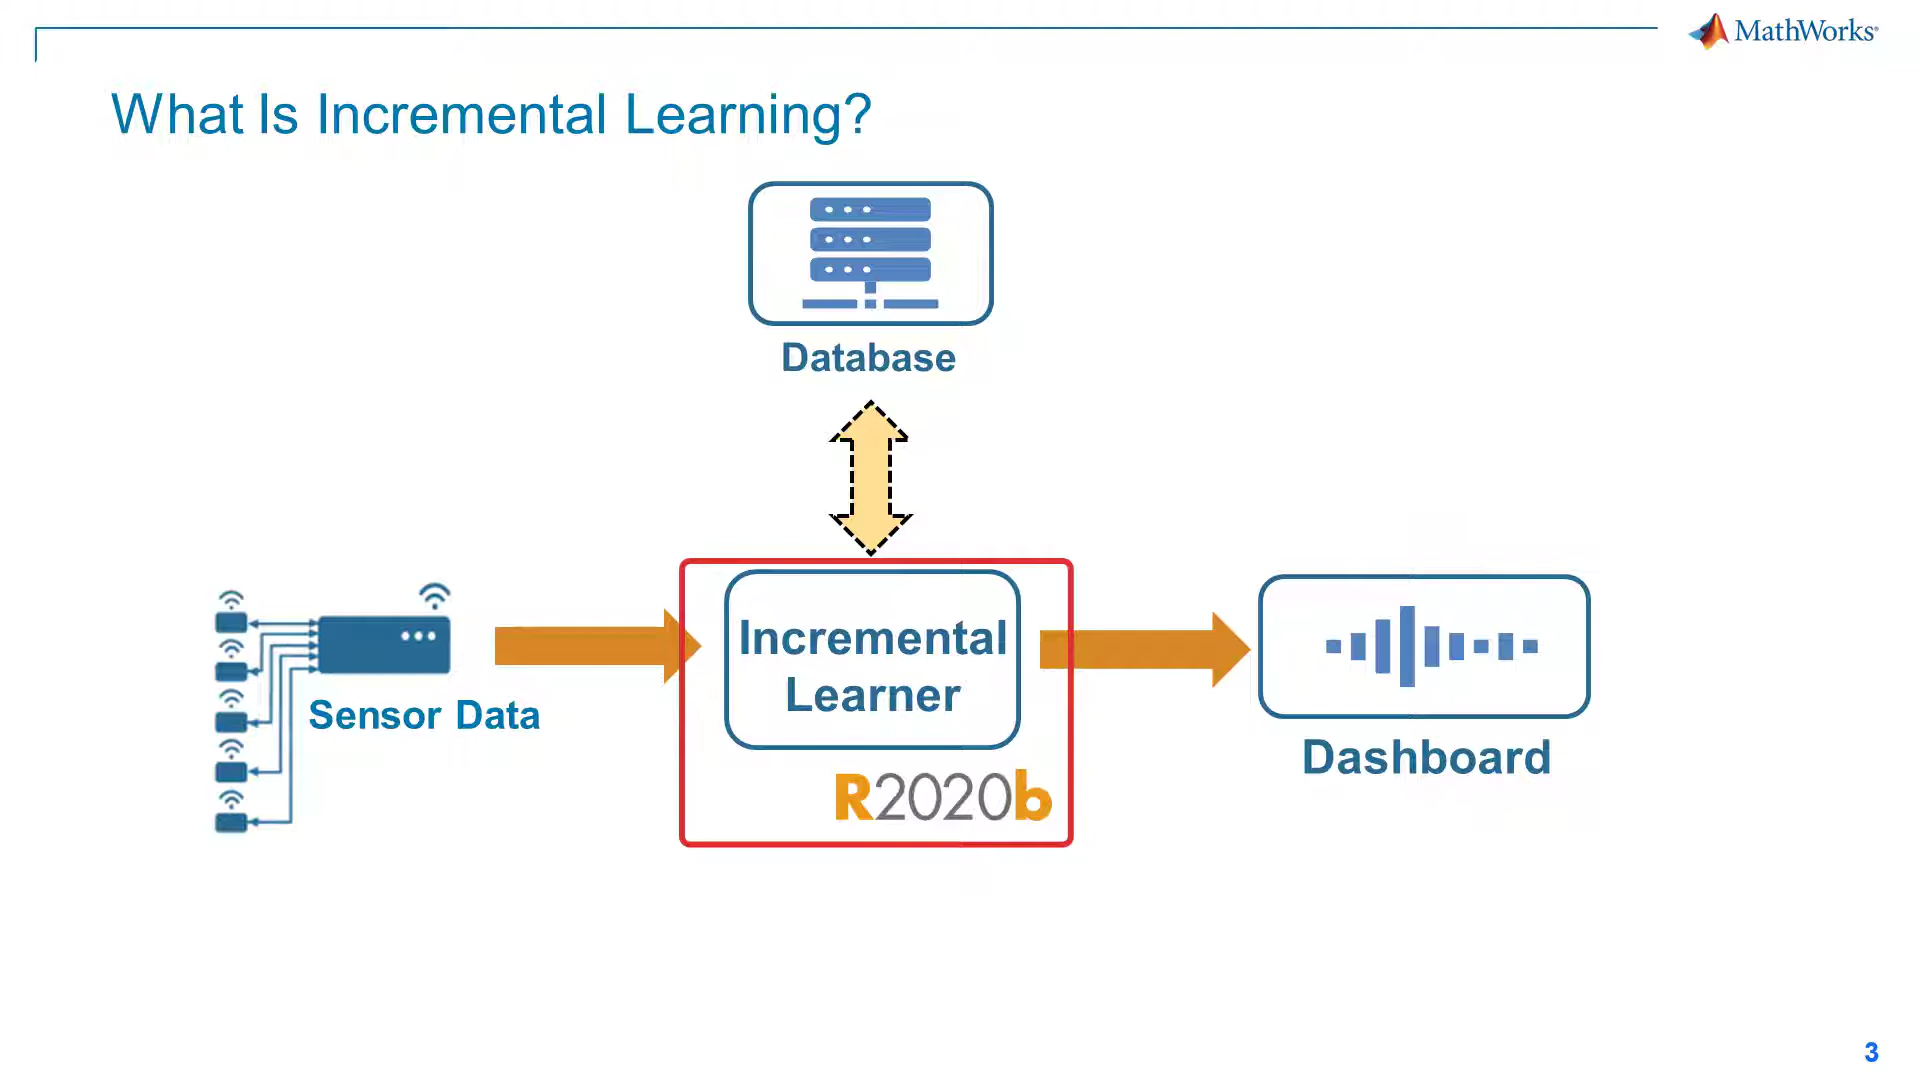 MathWorks®
What Is Incremental Learning?
Database
Incremental
Learner
Sensor Data
R2020b
Dashboard
3